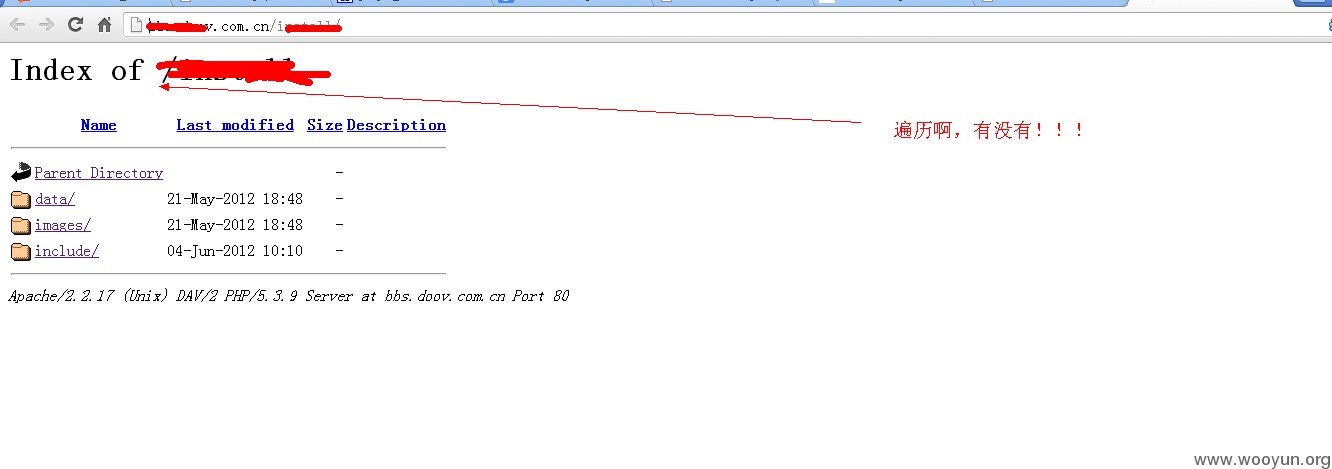 v.com.cn/install/
Index of /install
Name Last modified Size Description
遍历啊，有没有！！！
Parent Directory -
data/ 21-May-2012 18:48 -
images/ 21-May-2012 18:48 -
include/ 04-Jun-2012 10:10 -
Apache/2.2.17 (Unix) DAV/2 PHP/5.3.9 Server at bbs.doov.com.cn Port 80
www.wooyun.org